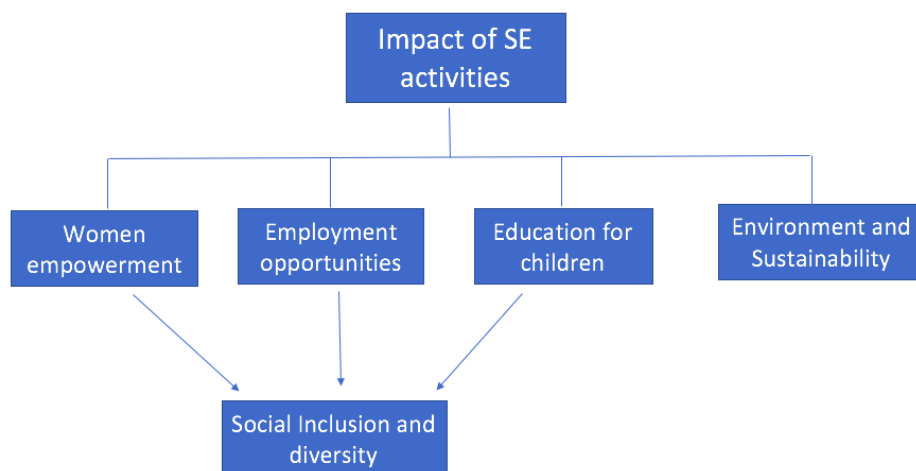 Impact of SE
activities
Women
empowerment
Employment
opportunities
Education for
children
Environment and
Sustainability
Social Inclusion and
diversity